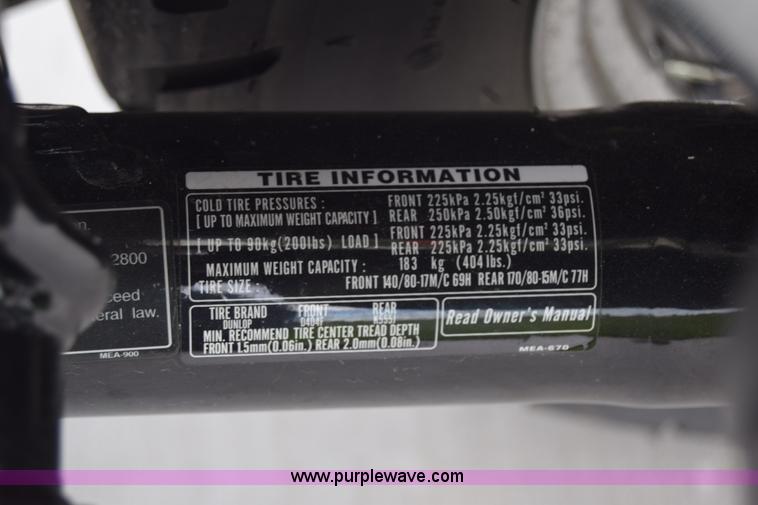 TIRE INFORMATION
COLD TIRE PRESSURES : FRONT 225kPa 2.25kgf/cm² 33psi.
[ UP TO MAXIMUM WEIGHT CAPACITY ] REAR 250kPa 2.50kgf/cm² 36psi.
FRONT 225kPa 2.25kgf/cm² 33psi.
[ UP TO 90kg(200lbs) LOAD ]
REAR 225kPa 2.25kgf/cm² 33psi.
MAXIMUM WEIGHT CAPACITY : 183 kg (404 lbs.)
TIRE SIZE : FRONT 140/80-17M/C 69H REAR 170/80-15M/C 77H
TIRE BRAND FRONT REAR
DUNLOP D404F K555
MIN. RECOMMEND TIRE CENTER TREAD DEPTH
FRONT 1.5mm(0.06in.) REAR 2.0mm(0.08in.)
Read Owner's Manual
MEA-670
on.
2800
ceed
eral law.
MEA-900
www.purplewave.com